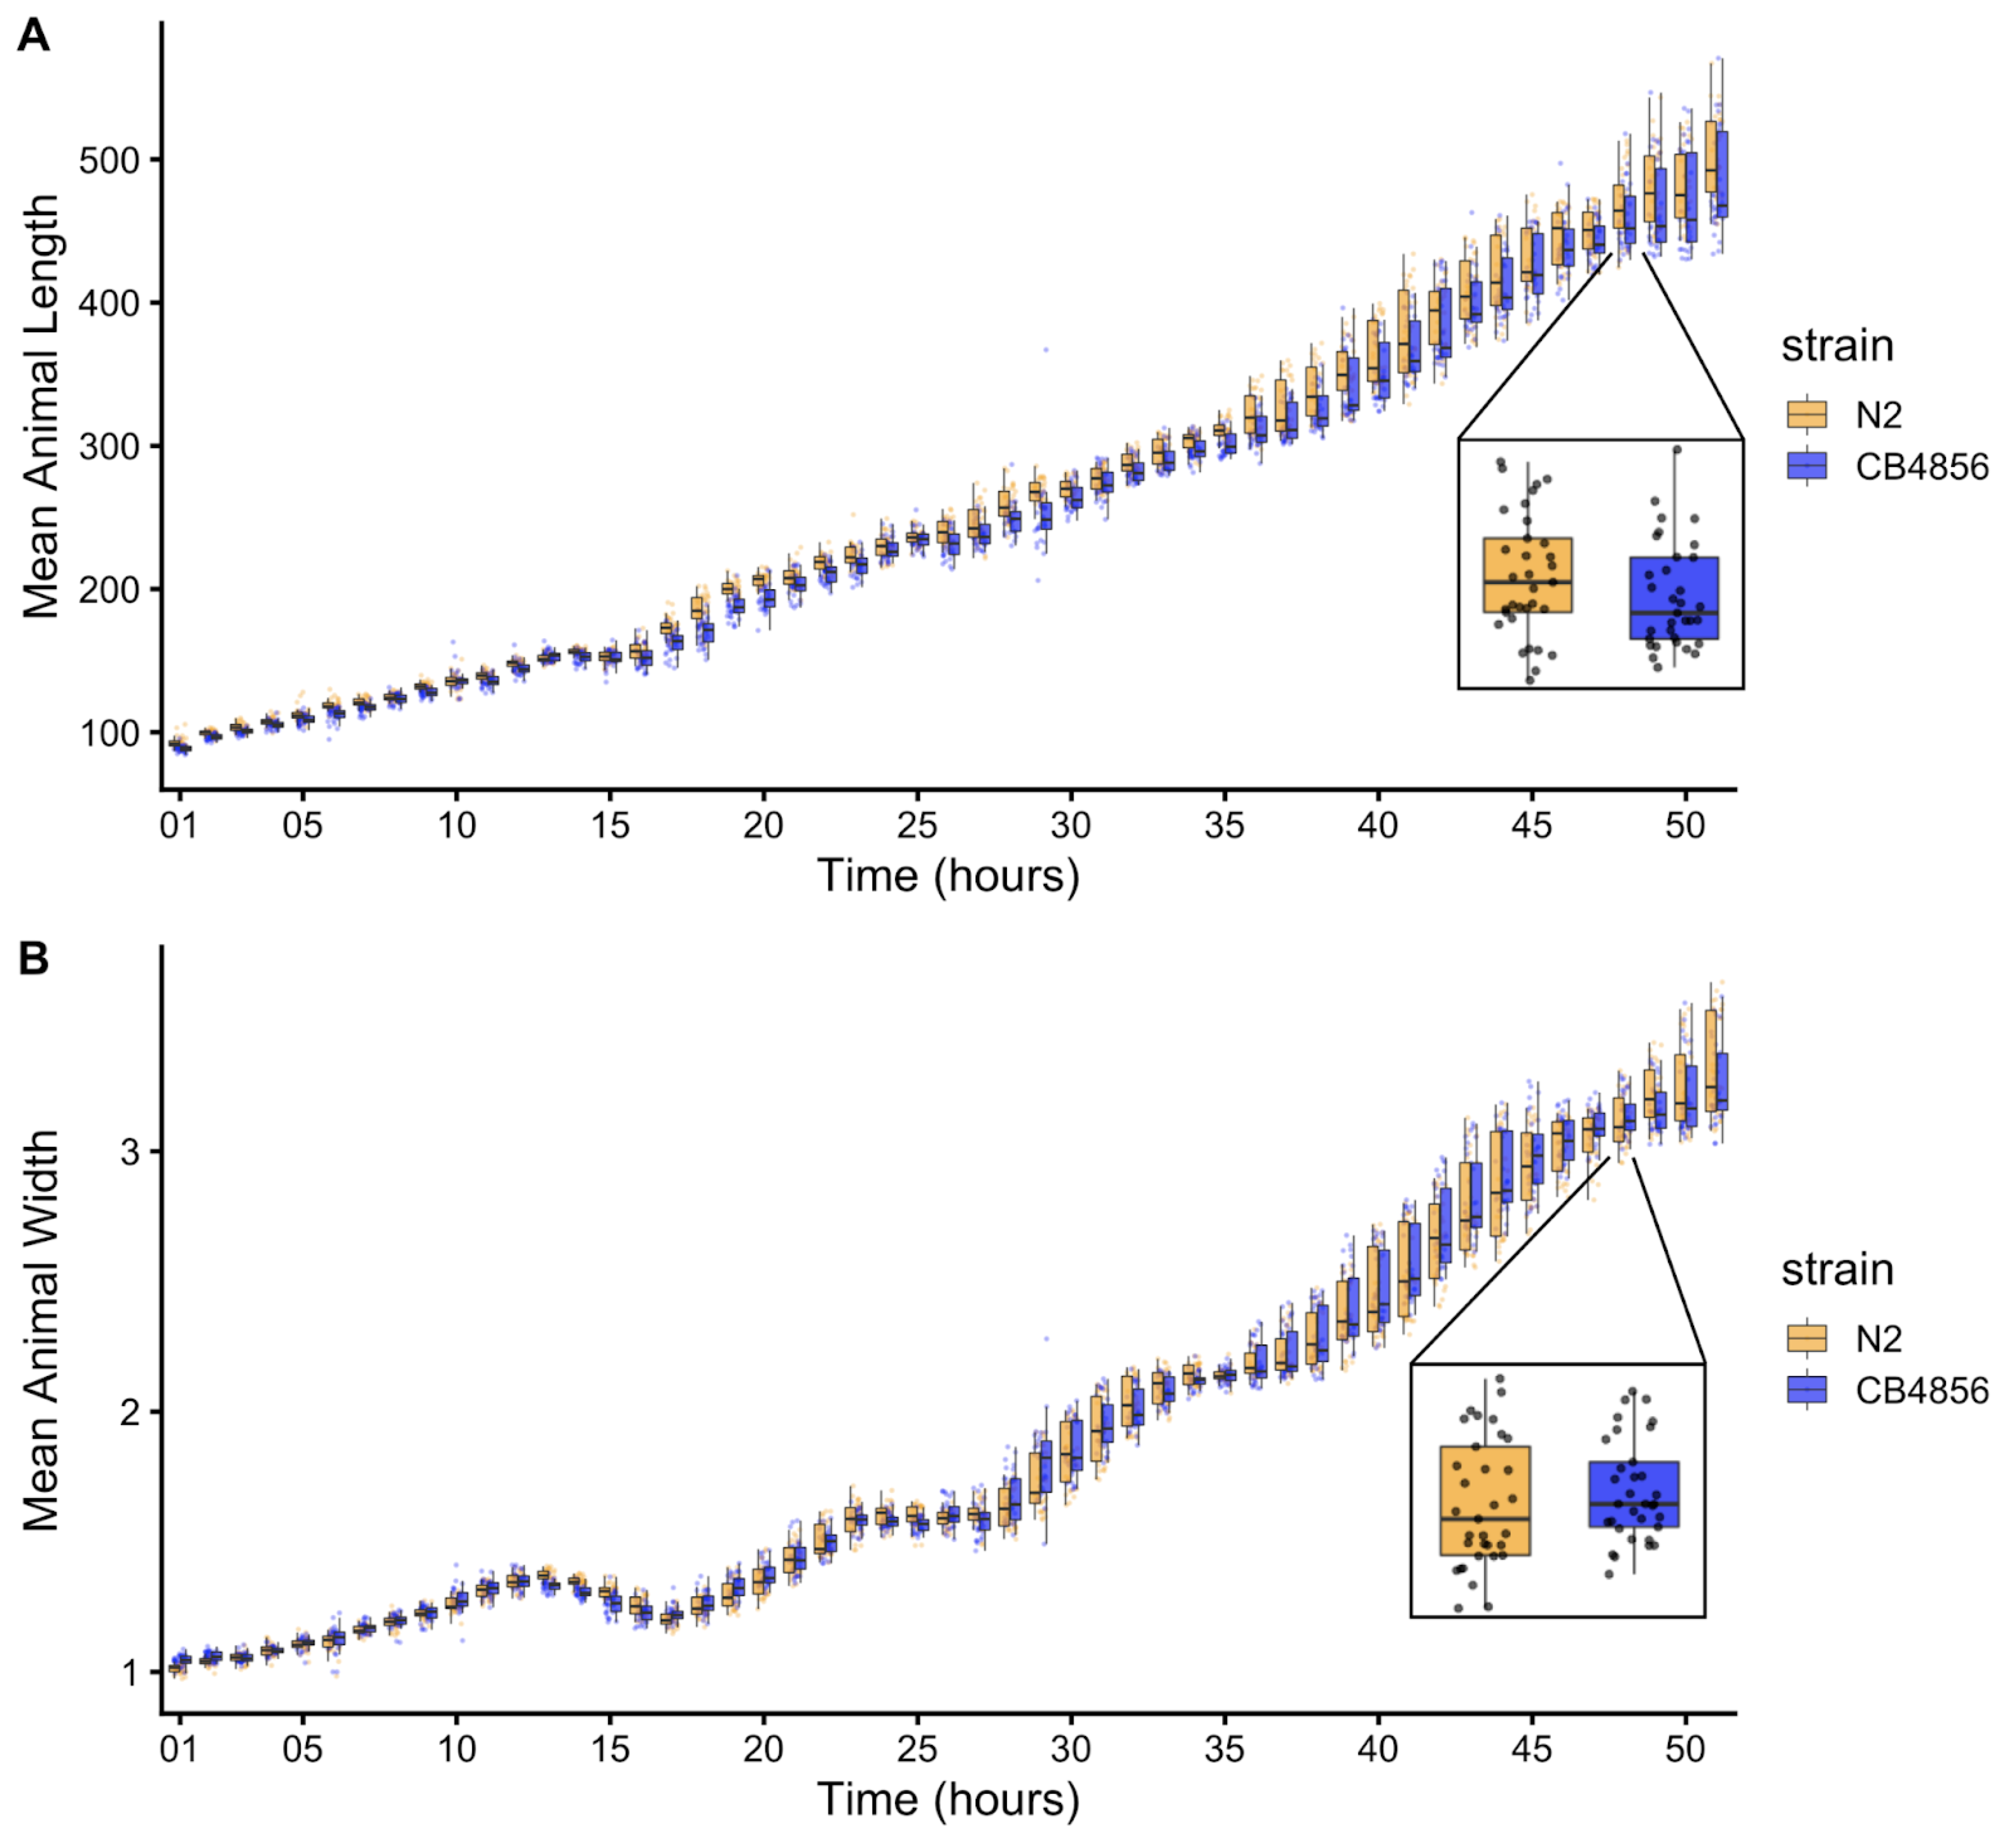 A
Mean Animal Length
500
400
300
200
100
01 05 10 15 20 25 30 35 40 45 50
Time (hours)
strain
N2
CB4856
B
Mean Animal Width
3
2
1
01 05 10 15 20 25 30 35 40 45 50
Time (hours)
strain
N2
CB4856